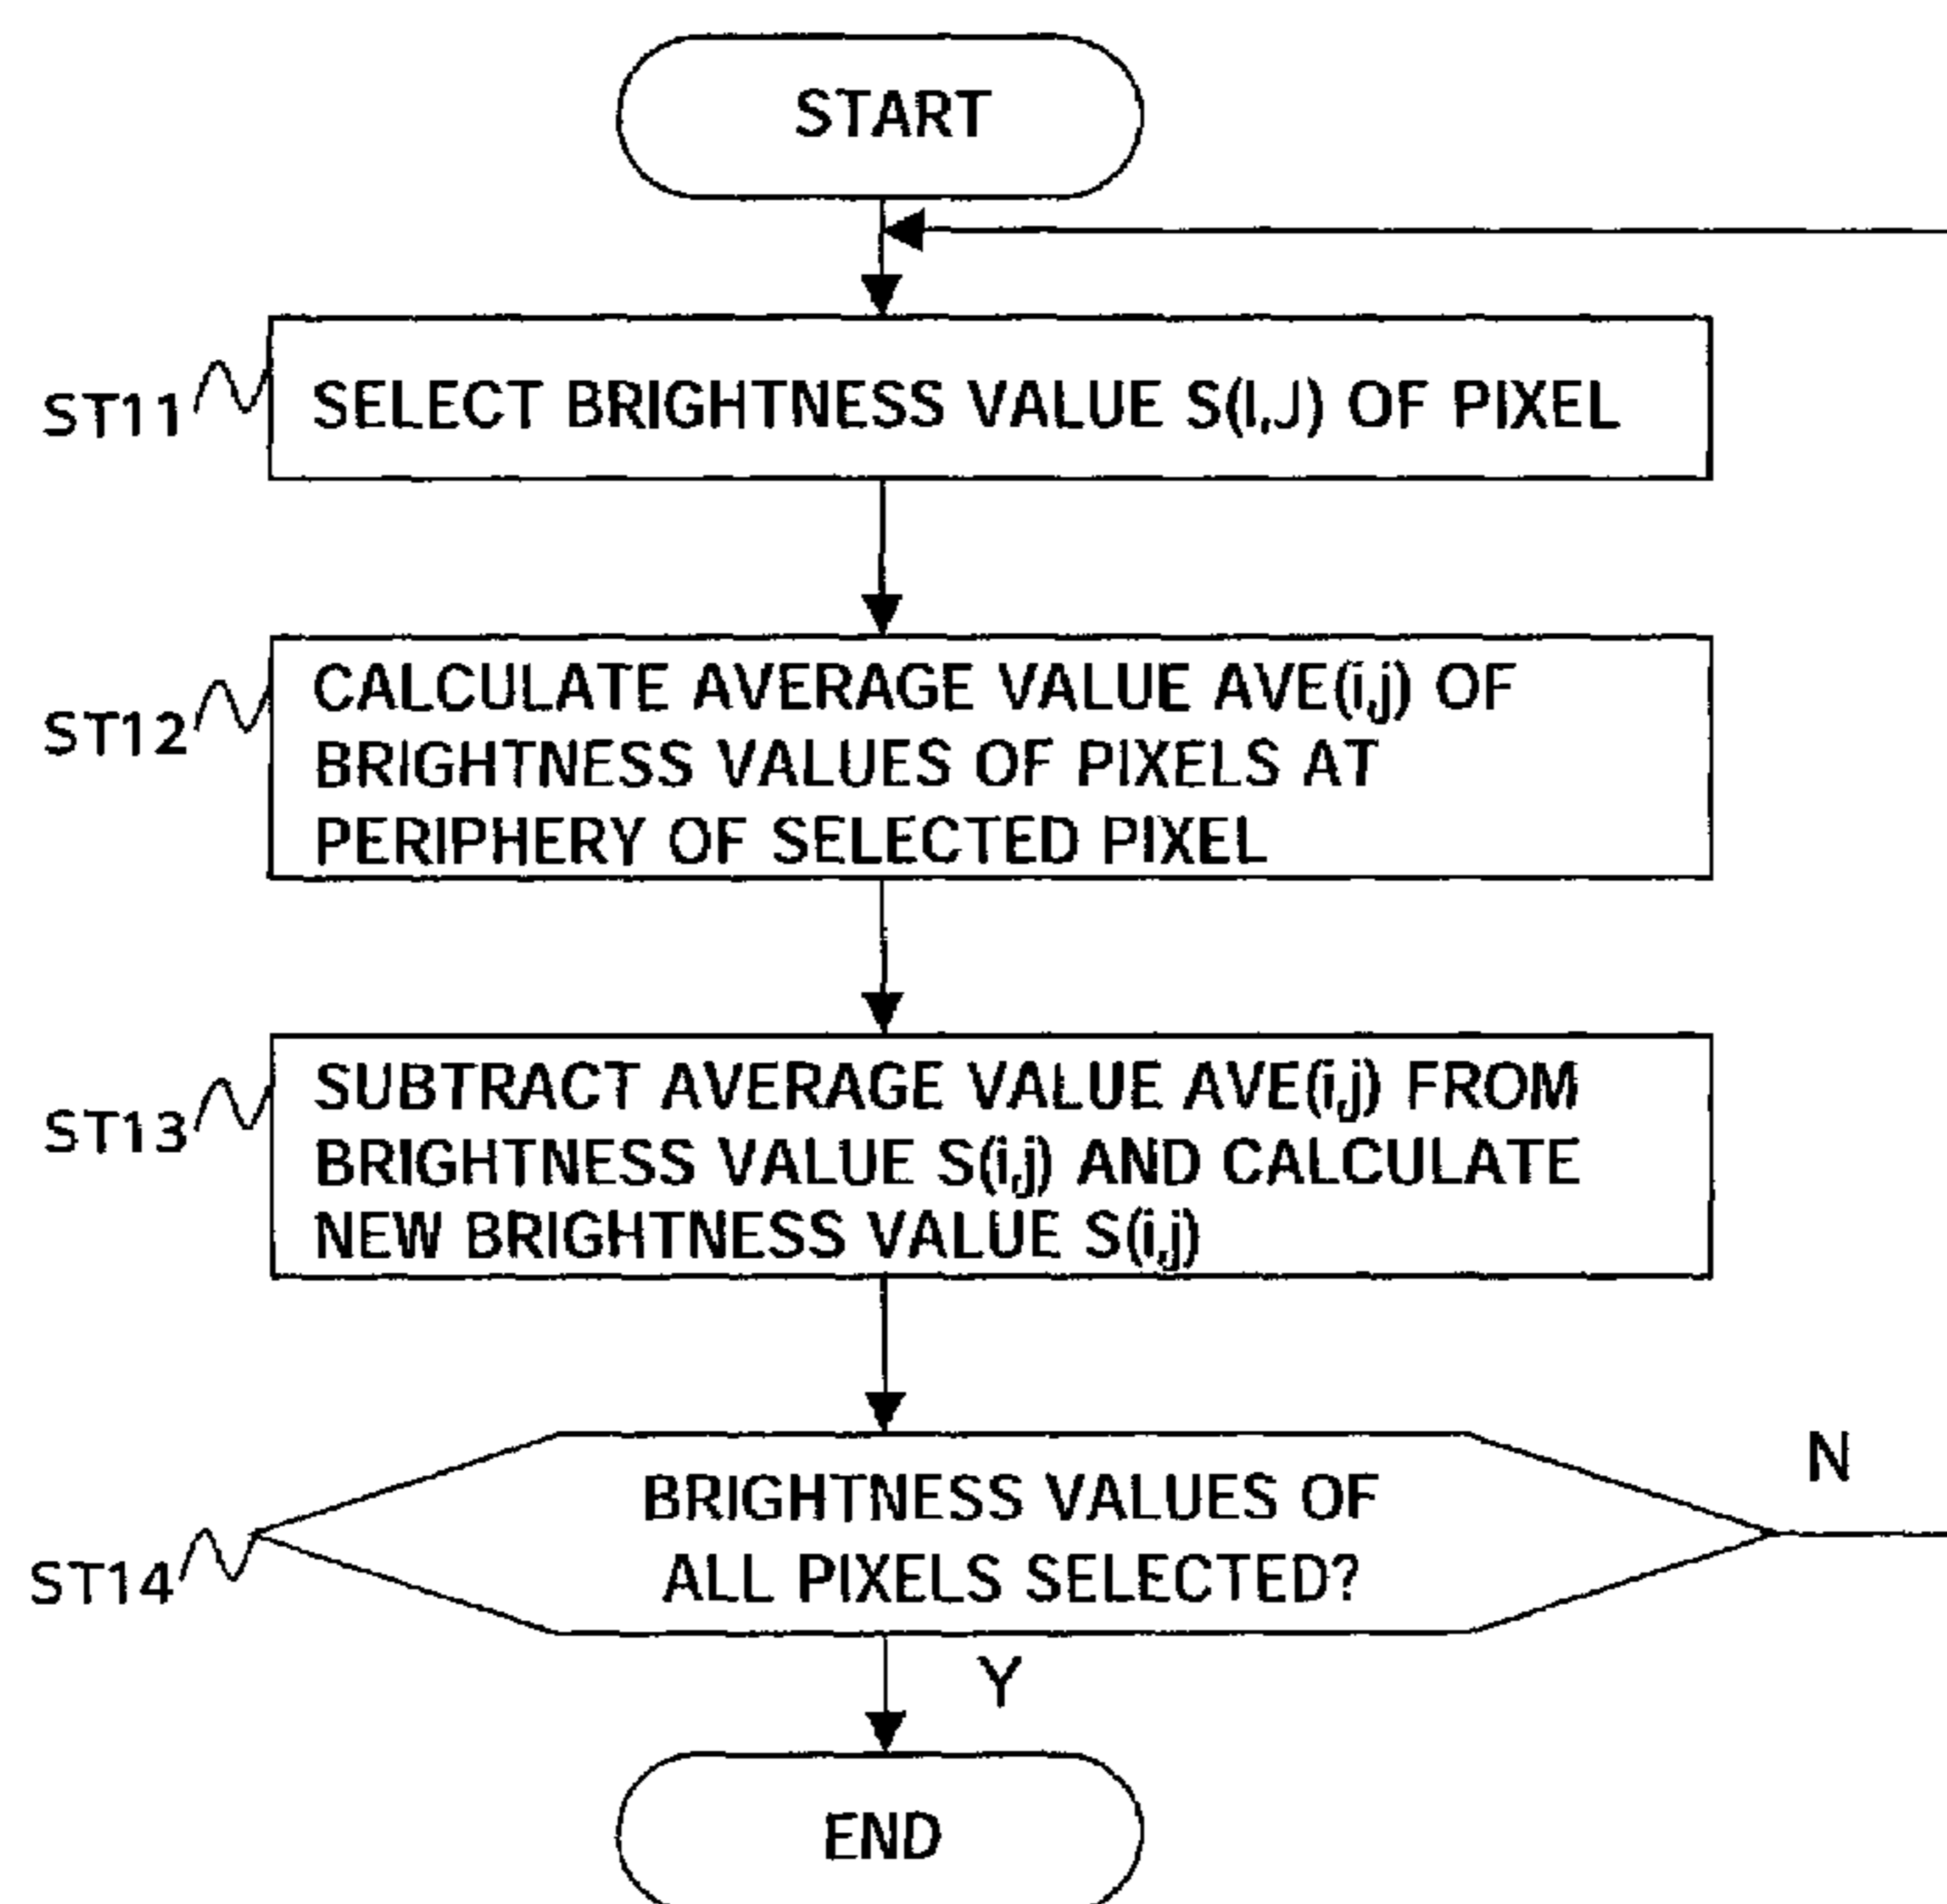 START
ST11
SELECT BRIGHTNESS VALUE S(I,J) OF PIXEL
ST12
CALCULATE AVERAGE VALUE AVE(i,j) OF
BRIGHTNESS VALUES OF PIXELS AT
PERIPHERY OF SELECTED PIXEL
ST13
SUBTRACT AVERAGE VALUE AVE(i,j) FROM
BRIGHTNESS VALUE S(i,j) AND CALCULATE
NEW BRIGHTNESS VALUE S(i,j)
ST14
BRIGHTNESS VALUES OF
ALL PIXELS SELECTED?
N
Y
END